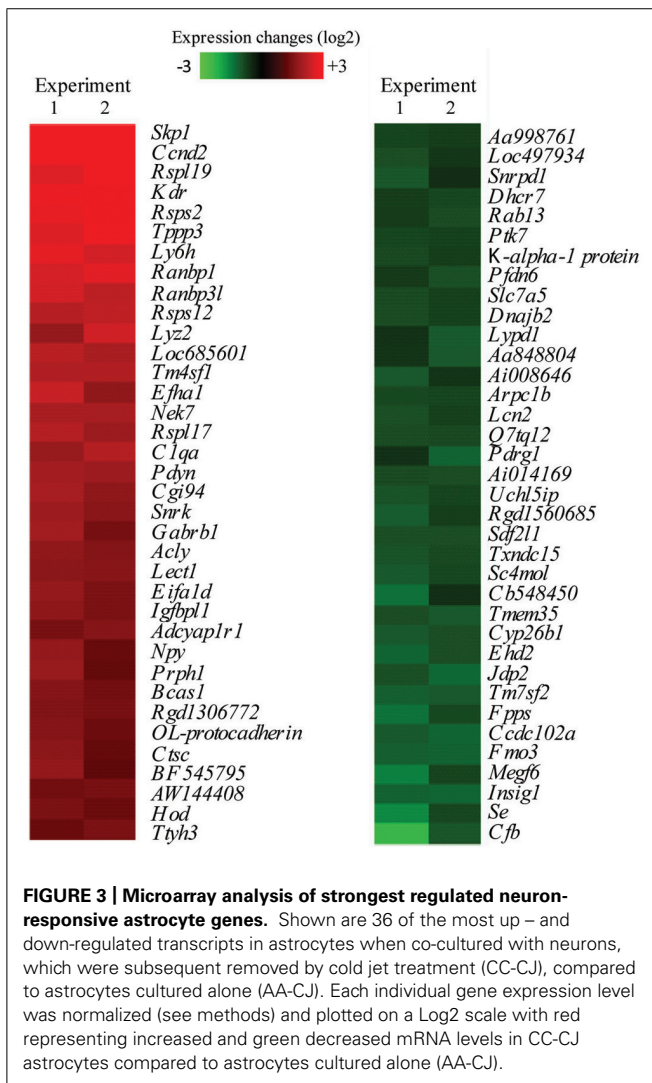 Expression changes (log2)
-3 +3
Experiment
1 2
Skp1
Ccnd2
Rspl19
Kdr
Rsps2
Tppp3
Ly6h
Ranbp1
Ranbp3l
Rsps12
Lyz2
Loc685601
Tm4sf1
Efha1
Nek7
Rspl17
C1qa
Pdyn
Cgi94
Snrk
Gabrb1
Acly
Lect1
Eifa1d
Igfbpl1
Adcyap1r1
Npy
Prph1
Bcas1
Rgd1306772
OL-protocadherin
Ctsc
BF545795
AW144408
Hod
Ttyh3
Experiment
1 2
Aa998761
Loc497934
Snrpd1
Dhcr7
Rab13
Ptk7
K-alpha-1 protein
Pfdn6
Slc7a5
Dnajb2
Lypd1
Aa848804
Ai008646
Arpc1b
Lcn2
Q7tq12
Pdrg1
Ai014169
Uchl5ip
Rgd1560685
Sdf2l1
Txndc15
Sc4mol
Cb548450
Tmem35
Cyp26b1
Ehd2
Jdp2
Tm7sf2
Fpps
Ccdc102a
Fmo3
Megf6
Insig1
Se
Cfb
FIGURE 3 | Microarray analysis of strongest regulated neuron-
responsive astrocyte genes. Shown are 36 of the most up – and
down-regulated transcripts in astrocytes when co-cultured with neurons,
which were subsequent removed by cold jet treatment (CC-CJ), compared
to astrocytes cultured alone (AA-CJ). Each individual gene expression level
was normalized (see methods) and plotted on a Log2 scale with red
representing increased and green decreased mRNA levels in CC-CJ
astrocytes compared to astrocytes cultured alone (AA-CJ).